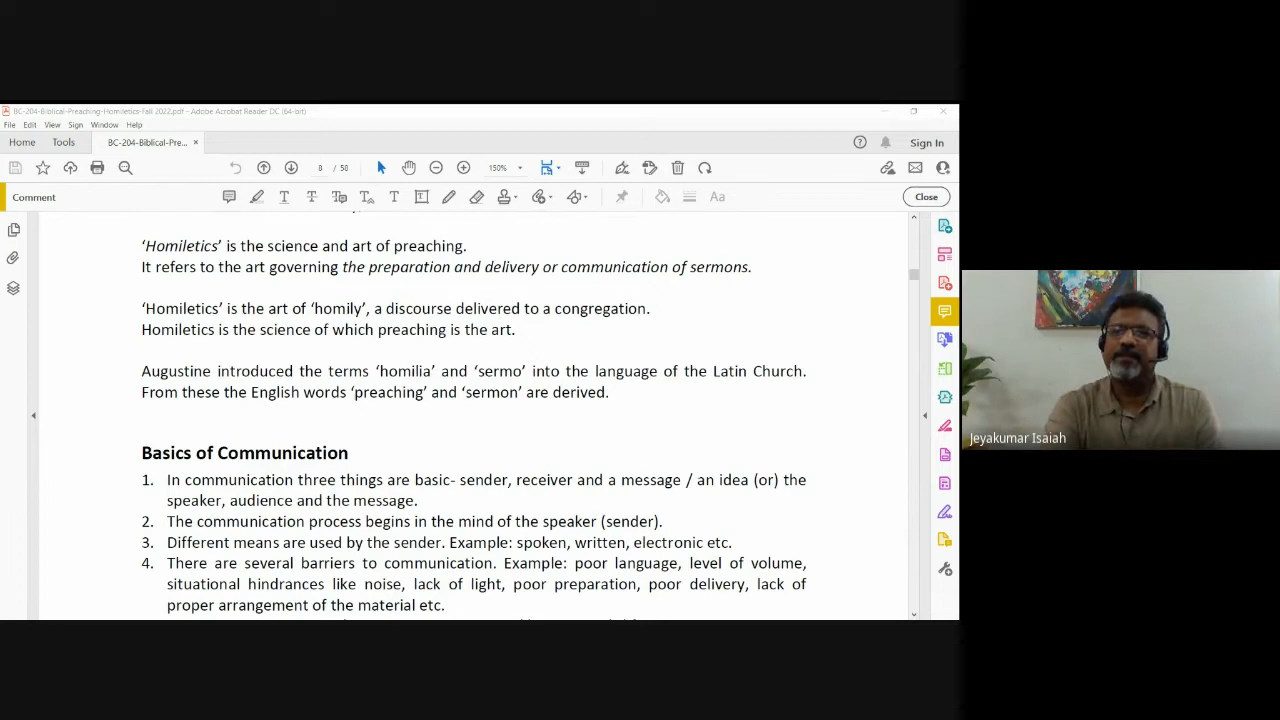 BC-204-Biblical-Preaching-Homiletics-Fall 2022.pdf - Adobe Acrobat Reader DC (64-bit)
File Edit View Sign Window Help
Home Tools BC-204-Biblical-Pre... × Sign In
8 / 58 150%
Comment Close
‘Homiletics’ is the science and art of preaching.
It refers to the art governing the preparation and delivery or communication of sermons.
‘Homiletics’ is the art of ‘homily’, a discourse delivered to a congregation.
Homiletics is the science of which preaching is the art.
Augustine introduced the terms ‘homilia’ and ‘sermo’ into the language of the Latin Church.
From these the English words ‘preaching’ and ‘sermon’ are derived.
Basics of Communication
1. In communication three things are basic- sender, receiver and a message / an idea (or) the
speaker, audience and the message.
2. The communication process begins in the mind of the speaker (sender).
3. Different means are used by the sender. Example: spoken, written, electronic etc.
4. There are several barriers to communication. Example: poor language, level of volume,
situational hindrances like noise, lack of light, poor preparation, poor delivery, lack of
proper arrangement of the material etc.
Jeyakumar Isaiah